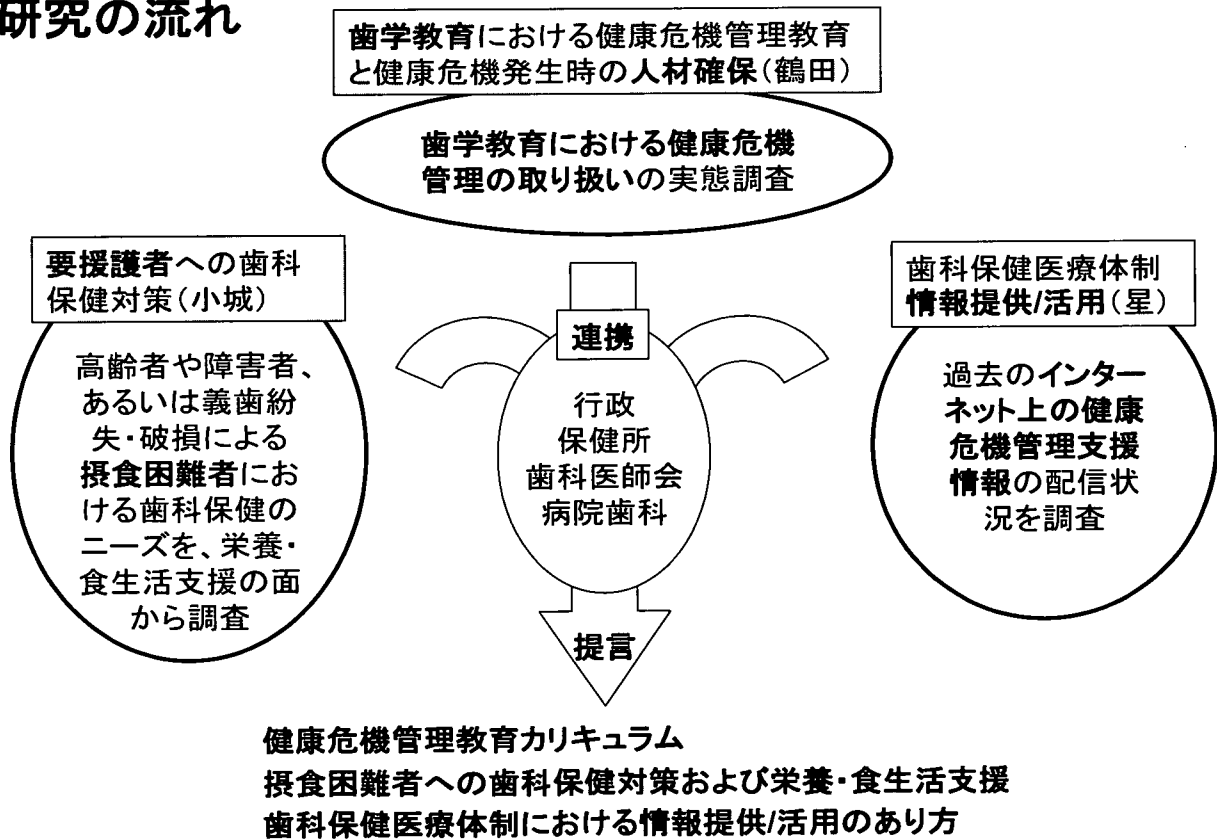 研究の流れ
歯学教育における健康危機管理教育
と健康危機発生時の人材確保(鶴田)
歯学教育における健康危機
管理の取り扱いの実態調査
要援護者への歯科
保健対策(小城)
高齢者や障害者、
あるいは義歯紛
失・破損による
摂食困難者にお
ける歯科保健の
ニーズを、栄養・
食生活支援の面
から調査
連携
行政
保健所
歯科医師会
病院歯科
提言
歯科保健医療体制
情報提供/活用(星)
過去のインター
ネット上の健康
危機管理支援
情報の配信状
況を調査
健康危機管理教育カリキュラム
摂食困難者への歯科保健対策および栄養・食生活支援
歯科保健医療体制における情報提供/活用のあり方